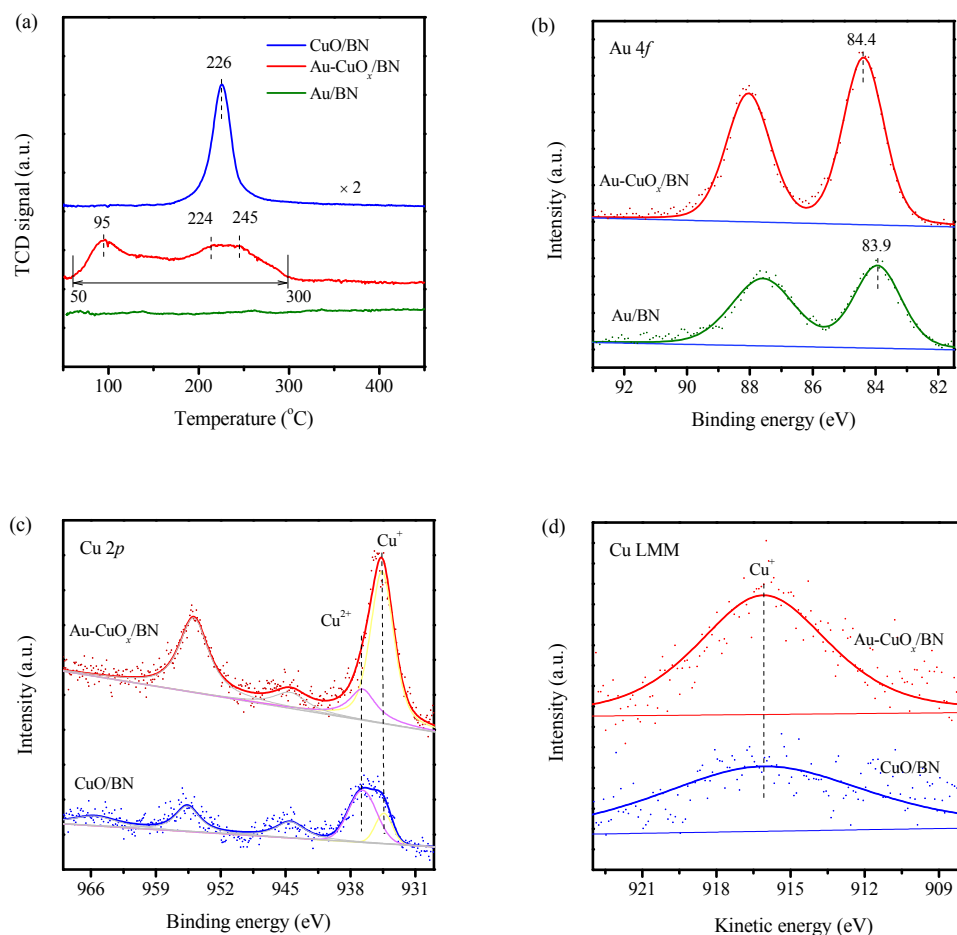 (a)
CuO/BN
Au-CuOₓ/BN
Au/BN
226
× 2
95
224
245
50
300
TCD signal (a.u.)
100
200
300
400
Temperature (°C)
(b)
Au 4f
84.4
Au-CuOₓ/BN
83.9
Au/BN
Intensity (a.u.)
92
90
88
86
84
82
Binding energy (eV)
(c)
Cu 2p
Cu⁺
Cu²⁺
Au-CuOₓ/BN
CuO/BN
Intensity (a.u.)
966
959
952
945
938
931
Binding energy (eV)
(d)
Cu LMM
Cu⁺
Au-CuOₓ/BN
CuO/BN
Intensity (a.u.)
921
918
915
912
909
Kinetic energy (eV)